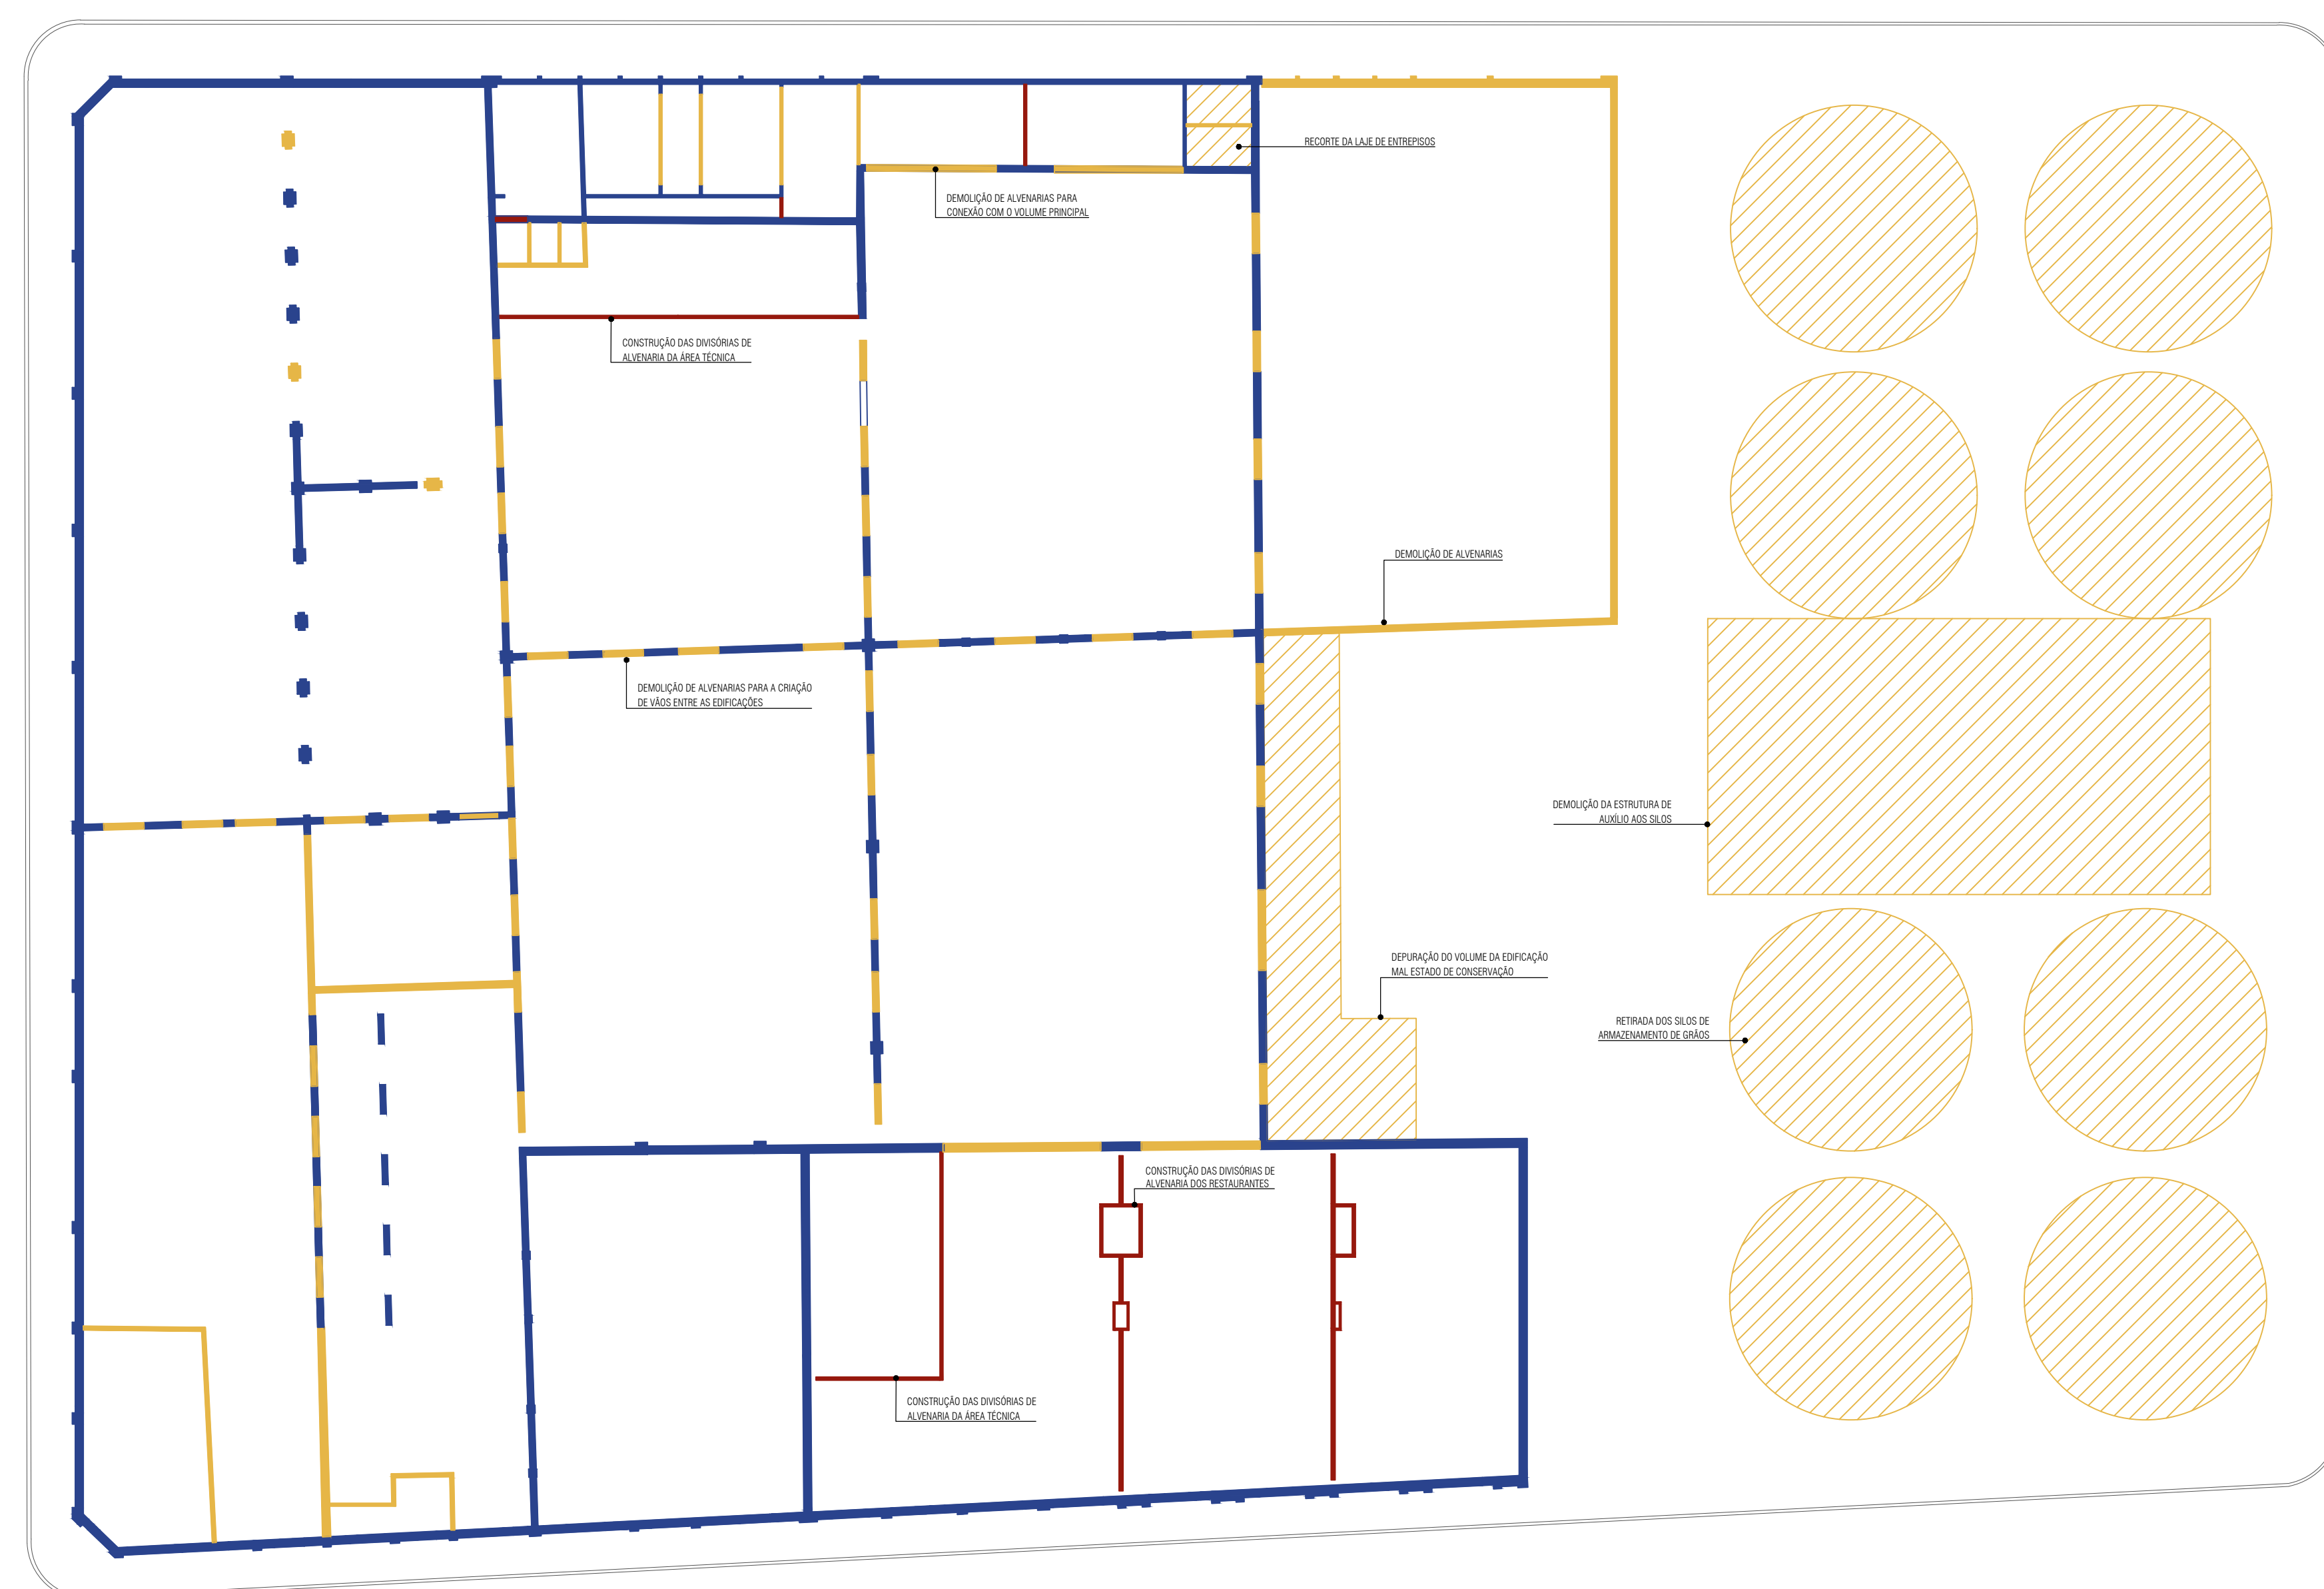 RECORTE DA LAJE DE ENTREPISOS
DEMOLIÇÃO DE ALVENARIAS PARA
CONEXÃO COM O VOLUME PRINCIPAL
CONSTRUÇÃO DAS DIVISÓRIAS DE
ALVENARIA DA ÁREA TÉCNICA
DEMOLIÇÃO DE ALVENARIAS
DEMOLIÇÃO DE ALVENARIAS PARA A CRIAÇÃO
DE VÃOS ENTRE AS EDIFICAÇÕES
DEMOLIÇÃO DA ESTRUTURA DE
AUXÍLIO AOS SILOS
DEPURAÇÃO DO VOLUME DA EDIFICAÇÃO
MAL ESTADO DE CONSERVAÇÃO
RETIRADA DOS SILOS DE
ARMAZENAMENTO DE GRÃOS
CONSTRUÇÃO DAS DIVISÓRIAS DE
ALVENARIA DOS RESTAURANTES
CONSTRUÇÃO DAS DIVISÓRIAS DE
ALVENARIA DA ÁREA TÉCNICA